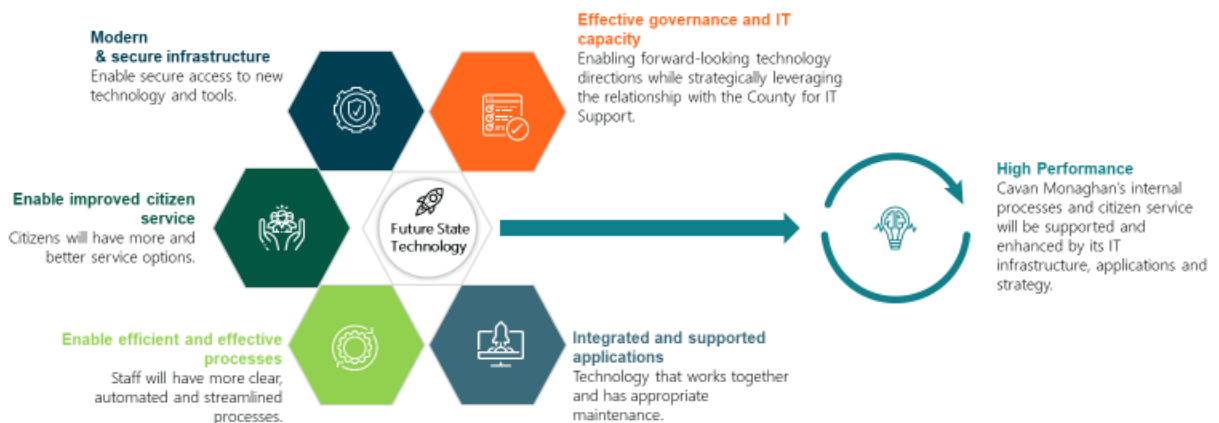 Modern
& secure infrastructure
Enable secure access to new
technology and tools.
Effective governance and IT
capacity
Enabling forward-looking technology
directions while strategically leveraging
the relationship with the County for IT
Support.
Enable improved citizen
service
Citizens will have more and
better service options.
Future State
Technology
High Performance
Cavan Monaghan's internal
processes and citizen service
will be supported and
enhanced by its IT
infrastructure, applications and
strategy.
Enable efficient and effective
processes
Staff will have more clear,
automated and streamlined
processes.
Integrated and supported
applications
Technology that works together
and has appropriate
maintenance.